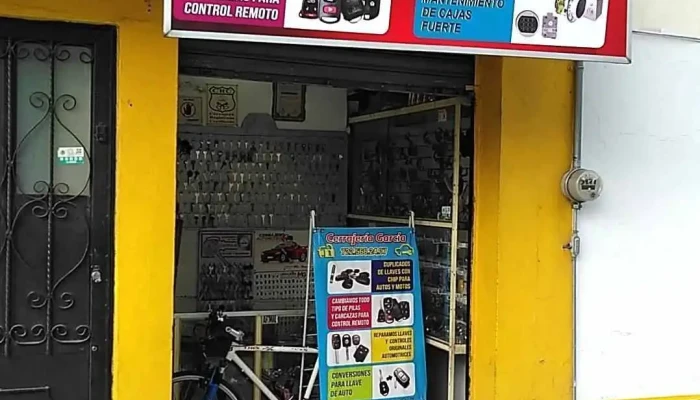 CONTROL REMOTO
MANTENIMIENTO
DE CAJAS
FUERTE
Cerrajería García
DUPLICADOS
DE LLAVES CON
CHIP PARA
AUTOS Y MOTOS
CAMBIAMOS TODO
TIPO DE PILAS
Y CARCAZAS PARA
CONTROL REMOTO
REPARAMOS LLAVES
Y CONTROLES
ORIGINALES
AUTOMOTRICES
CONVERSIONES
PARA LLAVE
DE AUTO